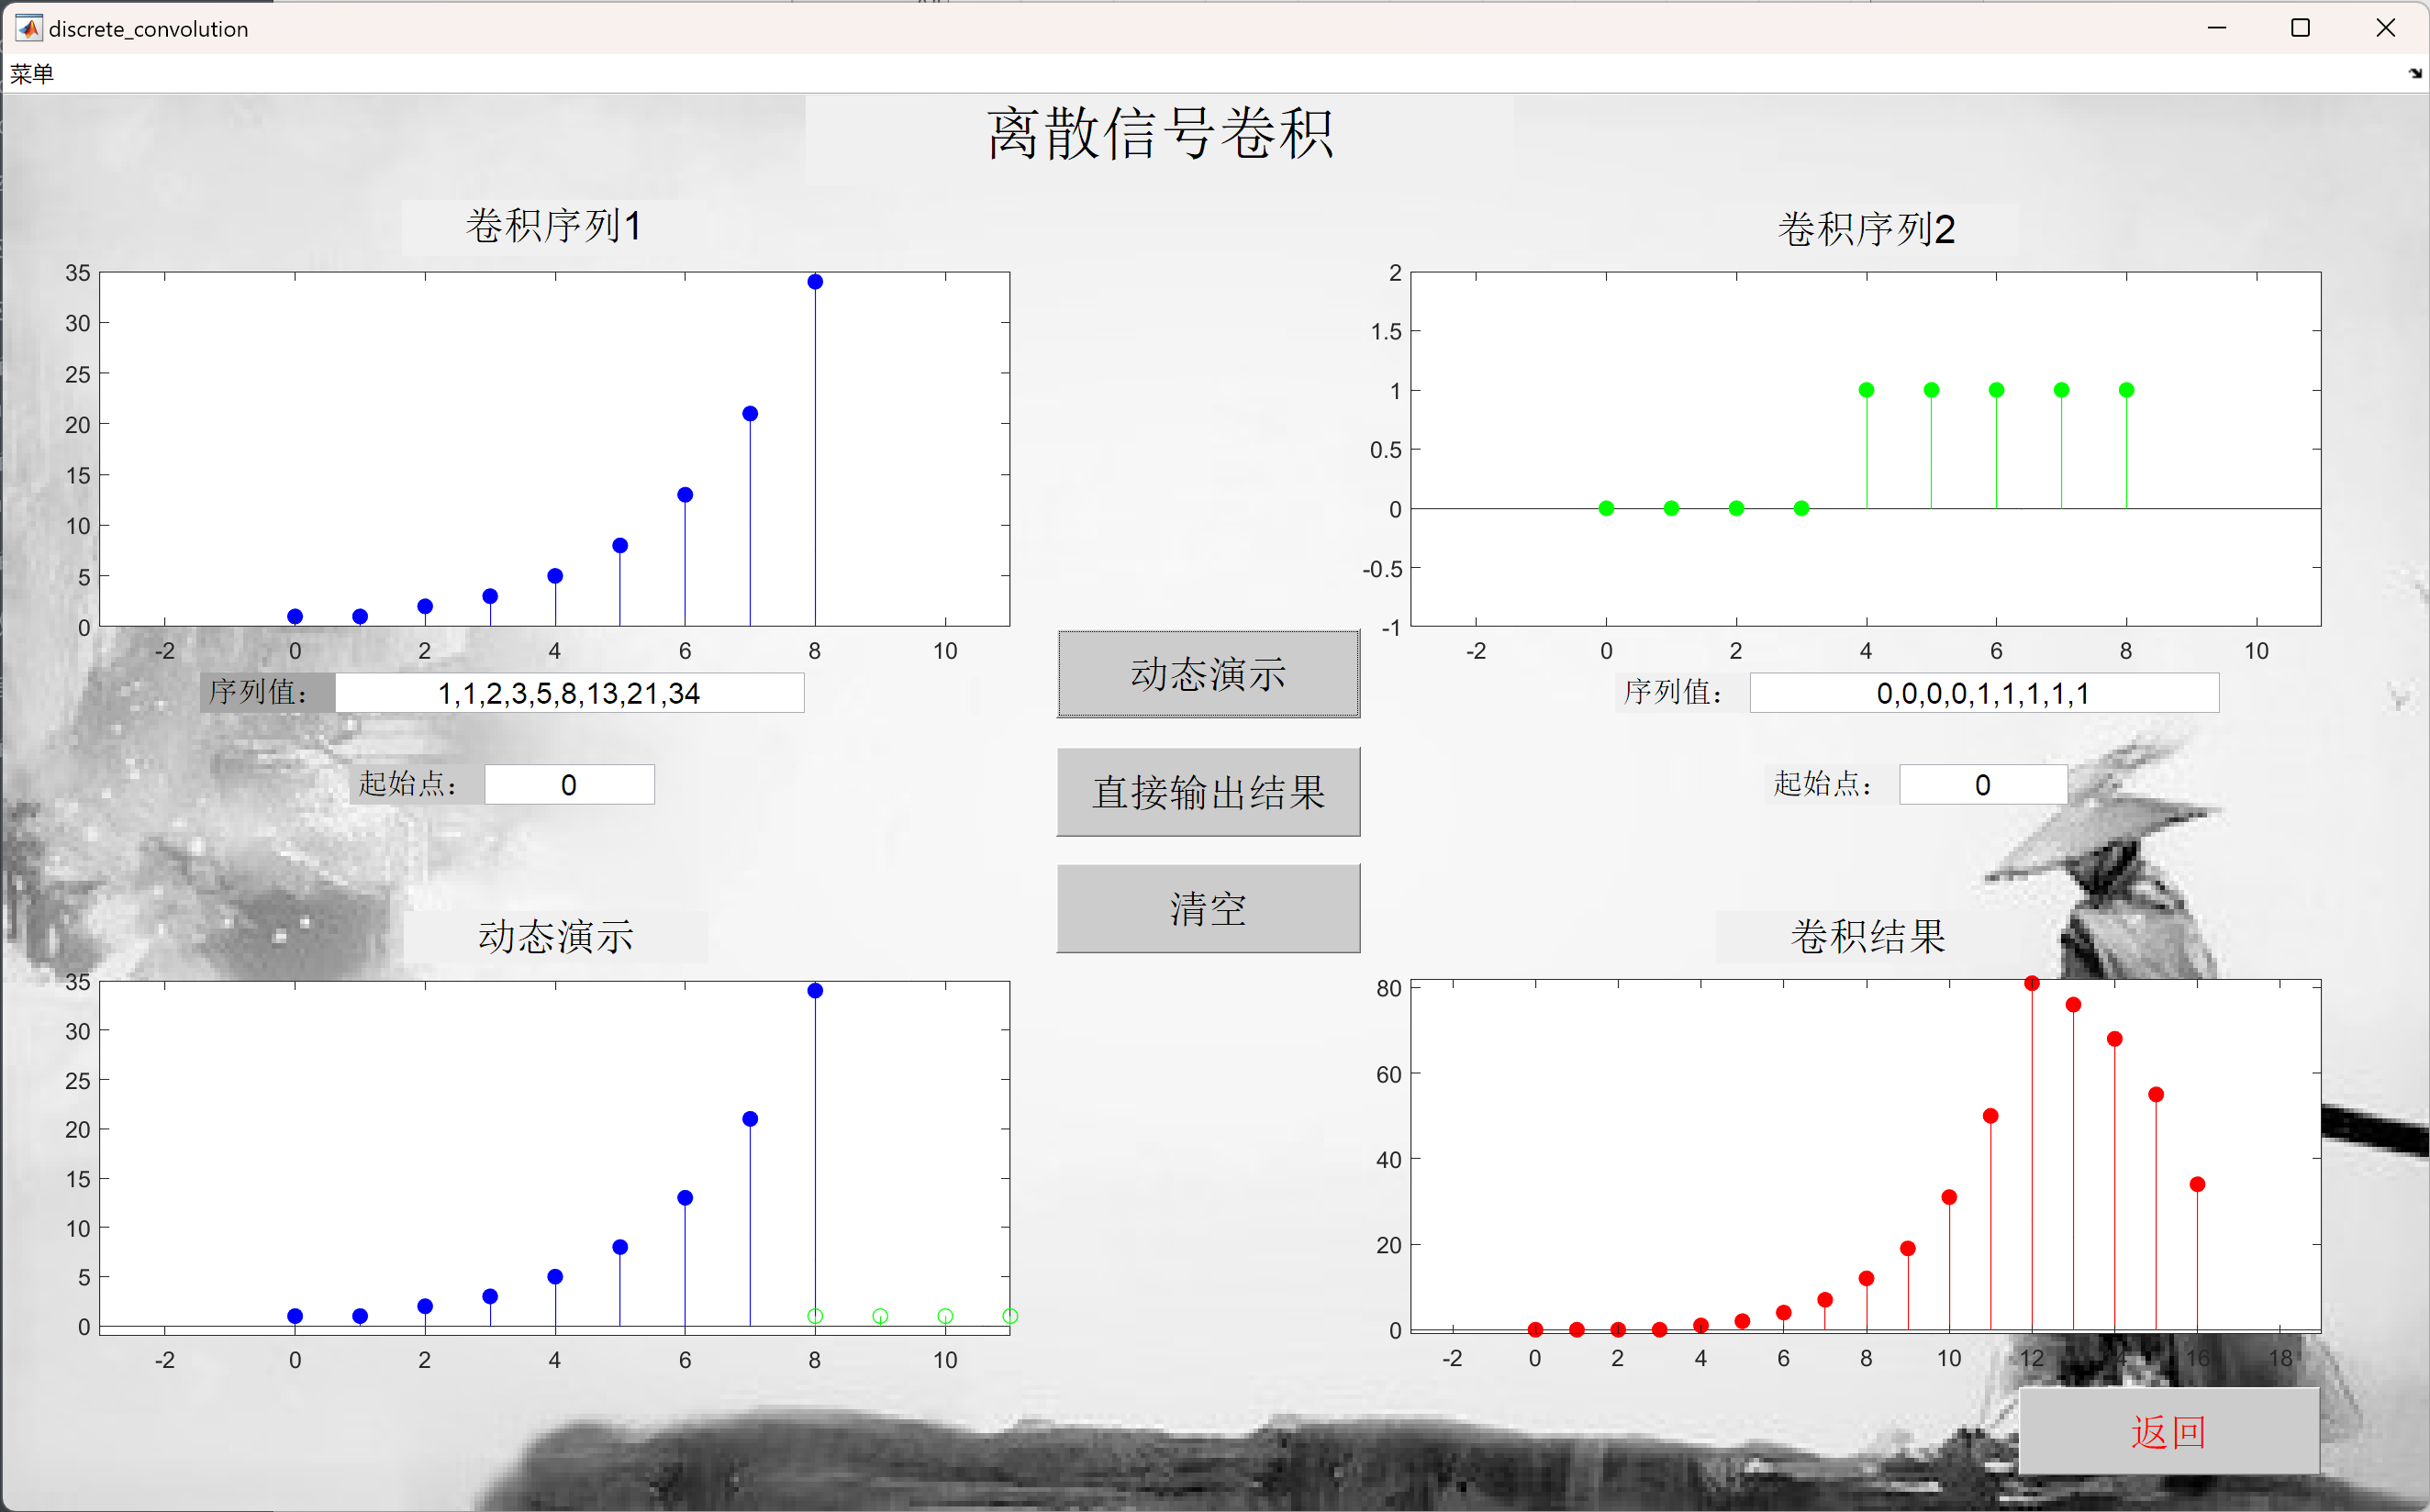 discrete_convolution
菜单
离散信号卷积
卷积序列1
35
30
25
20
15
10
5
0
-2 0 2 4 6 8 10
序列值： 1,1,2,3,5,8,13,21,34
起始点： 0
卷积序列2
2
1.5
1
0.5
0
-0.5
-1
-2 0 2 4 6 8 10
序列值： 0,0,0,0,1,1,1,1,1
起始点： 0
动态演示
直接输出结果
清空
动态演示
35
30
25
20
15
10
5
0
-2 0 2 4 6 8 10
卷积结果
80
60
40
20
0
-2 0 2 4 6 8 10 12 14 16 18
返回